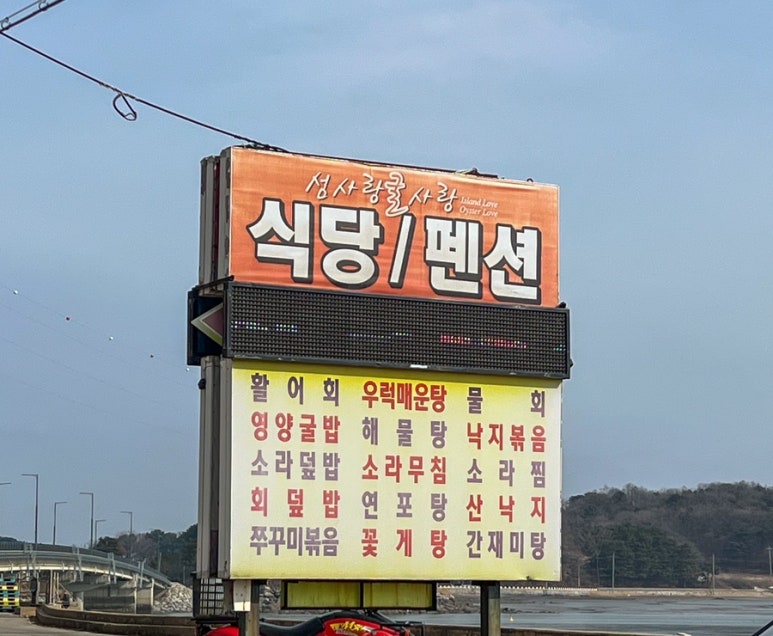 섬사랑굴사랑 Island Love
Oyster Love
식당/펜션
활어회 우럭매운탕 물회
영양굴밥 해물탕 낙지볶음
소라덮밥 소라무침 소라찜
회덮밥 연포탕 산낙지
쭈꾸미볶음 꽃게탕 간재미탕